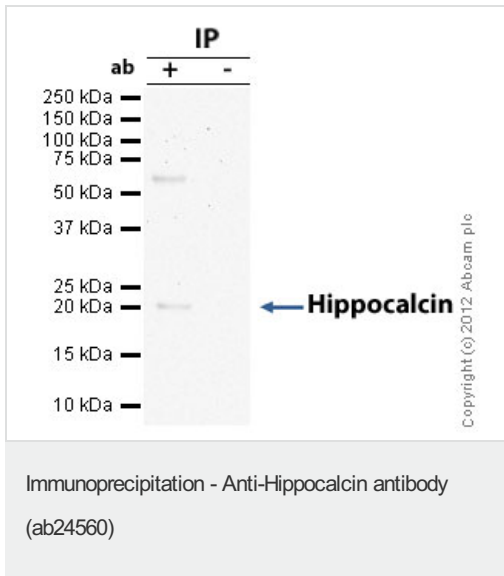 IP
ab + -
250 kDa
150 kDa
100 kDa
75 kDa
50 kDa
37 kDa
25 kDa
20 kDa
Hippocalcin
15 kDa
10 kDa
Copyright (c) 2012 Abcam plc
Immunoprecipitation - Anti-Hippocalcin antibody
(ab24560)